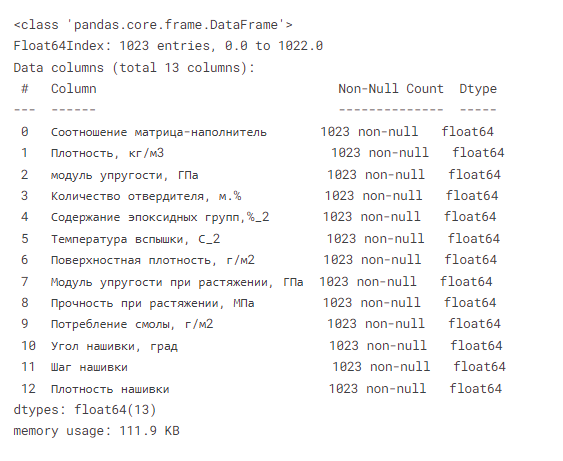 <class 'pandas.core.frame.DataFrame'>
Float64Index: 1023 entries, 0.0 to 1022.0
Data columns (total 13 columns):
 #   Column                                Non-Null Count  Dtype
---  ------                                --------------  -----
 0   Соотношение матрица-наполнитель       1023 non-null   float64
 1   Плотность, кг/м3                      1023 non-null   float64
 2   модуль упругости, ГПа                 1023 non-null   float64
 3   Количество отвердителя, м.%           1023 non-null   float64
 4   Содержание эпоксидных групп,%_2       1023 non-null   float64
 5   Температура вспышки, С_2              1023 non-null   float64
 6   Поверхностная плотность, г/м2         1023 non-null   float64
 7   Модуль упругости при растяжении, ГПа  1023 non-null   float64
 8   Прочность при растяжении, МПа         1023 non-null   float64
 9   Потребление смолы, г/м2               1023 non-null   float64
 10  Угол нашивки, град                    1023 non-null   float64
 11  Шаг нашивки                           1023 non-null   float64
 12  Плотность нашивки                     1023 non-null   float64
dtypes: float64(13)
memory usage: 111.9 KB